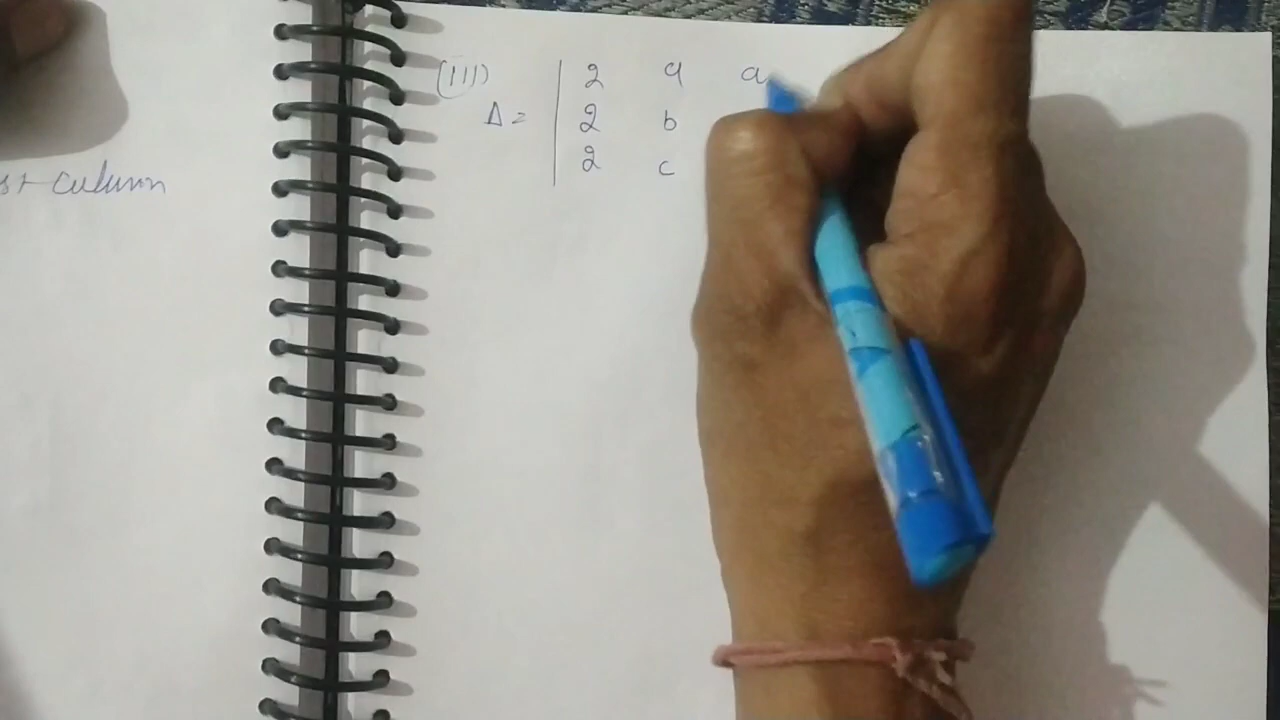 (III)
Δ = | 2 a a
2 b
2 c
st column